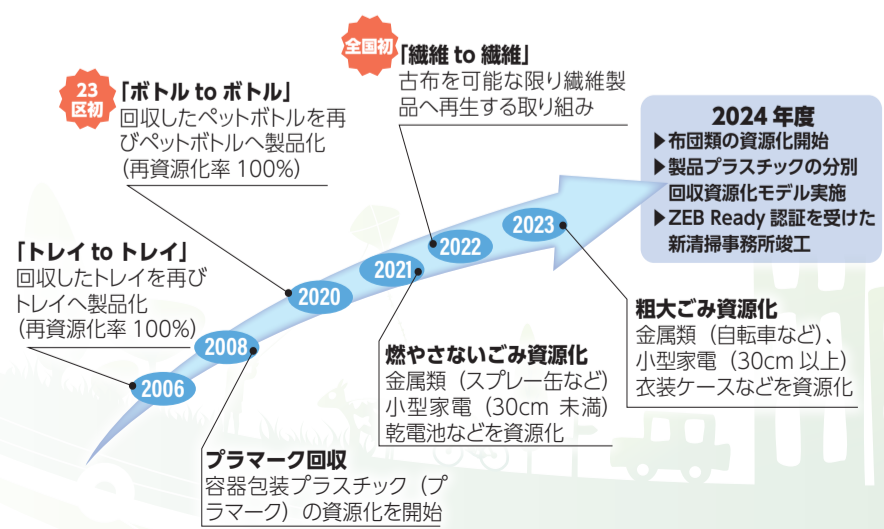 「トレイ to トレイ」
回収したトレイを再び
トレイへ製品化
（再資源化率 100%）
2006
2008
プラマーク回収
容器包装プラスチック（プ
ラマーク）の資源化を開始
23
区初
「ボトル to ボトル」
回収したペットボトルを再
びペットボトルへ製品化
（再資源化率 100%）
2020
2021
燃やさないごみ資源化
金属類（スプレー缶など）
小型家電（30cm 未満）
乾電池などを資源化
全国初
「繊維 to 繊維」
古布を可能な限り繊維製
品へ再生する取り組み
2022
2023
粗大ごみ資源化
金属類（自転車など）、
小型家電（30cm 以上）
衣装ケースなどを資源化
2024 年度
▶布団類の資源化開始
▶製品プラスチックの分別
回収資源化モデル実施
▶ZEB Ready 認証を受けた
新清掃事務所竣工